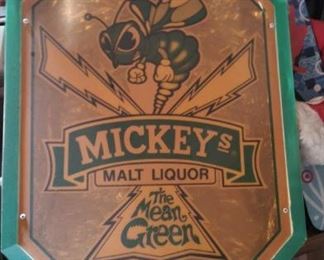 MICKEYS
MALT LIQUOR
The
Mean
Green